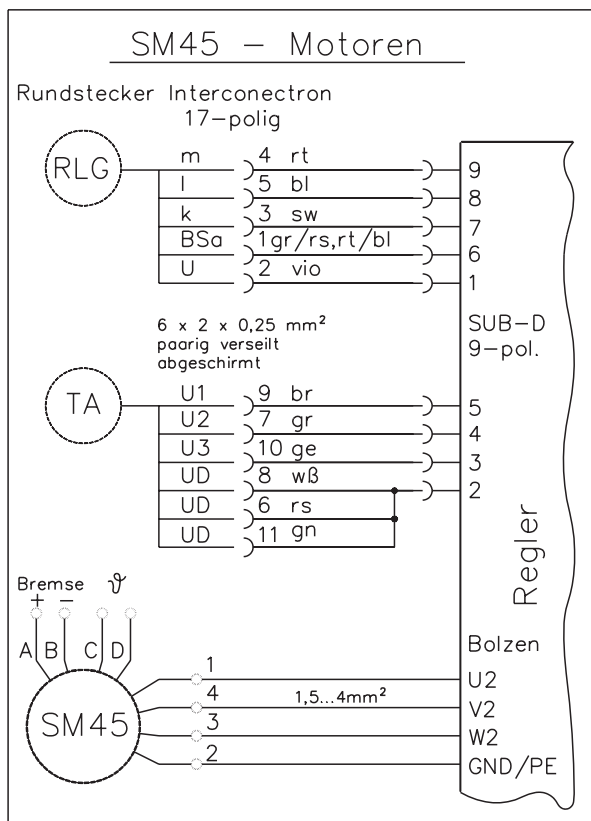 SM45 - Motoren
Rundstecker Interconectron
17-polig
RLG
m 4 rt 9
l 5 bl 8
k 3 sw 7
BSa 1 gr/rs,rt/bl 6
U 2 vio 1
6 x 2 x 0,25 mm²
paarig verseilt
abgeschirmt
SUB-D
9-pol.
TA
U1 9 br 5
U2 7 gr 4
U3 10 ge 3
UD 8 wß 2
UD 6 rs
UD 11 gn
Regler
Bremse ϑ
+ -
A B C D
SM45
Bolzen
1 U2
4 1,5...4mm² V2
3 W2
2 GND/PE